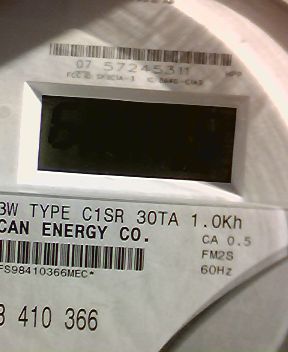 07 57245311
3W TYPE C1SR 30TA 1.0Kh
CAN ENERGY CO.
CA 0.5
FM2S
60Hz
FS98410366MEC*
8 410 366